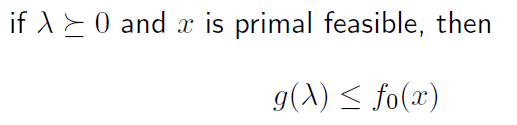 if λ ⪰ 0 and x is primal feasible, then
g(λ) ≤ f₀(x)